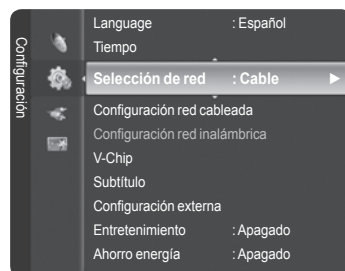 Configuración
Language : Español
Tiempo
Selección de red : Cable
Configuración red cableada
Configuración red inalámbrica
V-Chip
Subtítulo
Configuración externa
Entretenimiento : Apagado
Ahorro energía : Apagado